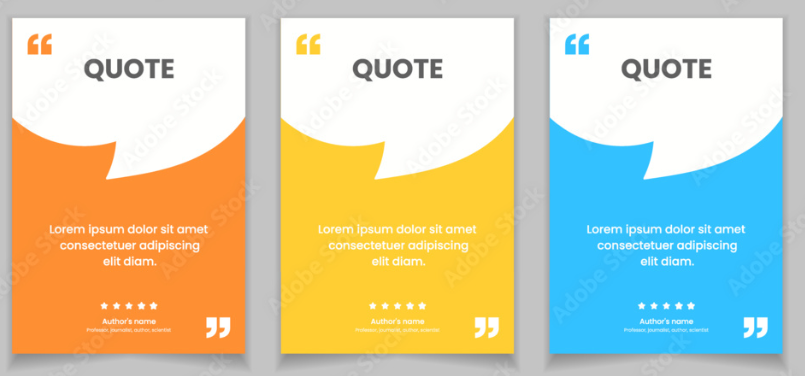 “
QUOTE
Lorem ipsum dolor sit amet
consectetuer adipiscing
elit diam.
Author's name
Professor, journalist, author, scientist
”
“
QUOTE
Lorem ipsum dolor sit amet
consectetuer adipiscing
elit diam.
Author's name
Professor, journalist, author, scientist
”
“
QUOTE
Lorem ipsum dolor sit amet
consectetuer adipiscing
elit diam.
Author's name
Professor, journalist, author, scientist
”
Adobe Stock